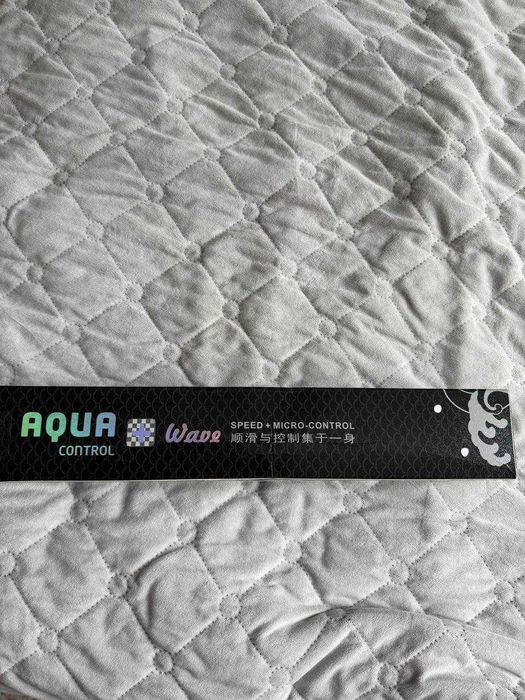 AQUA
CONTROL
+
Wave
SPEED + MICRO-CONTROL
顺滑与控制集于一身